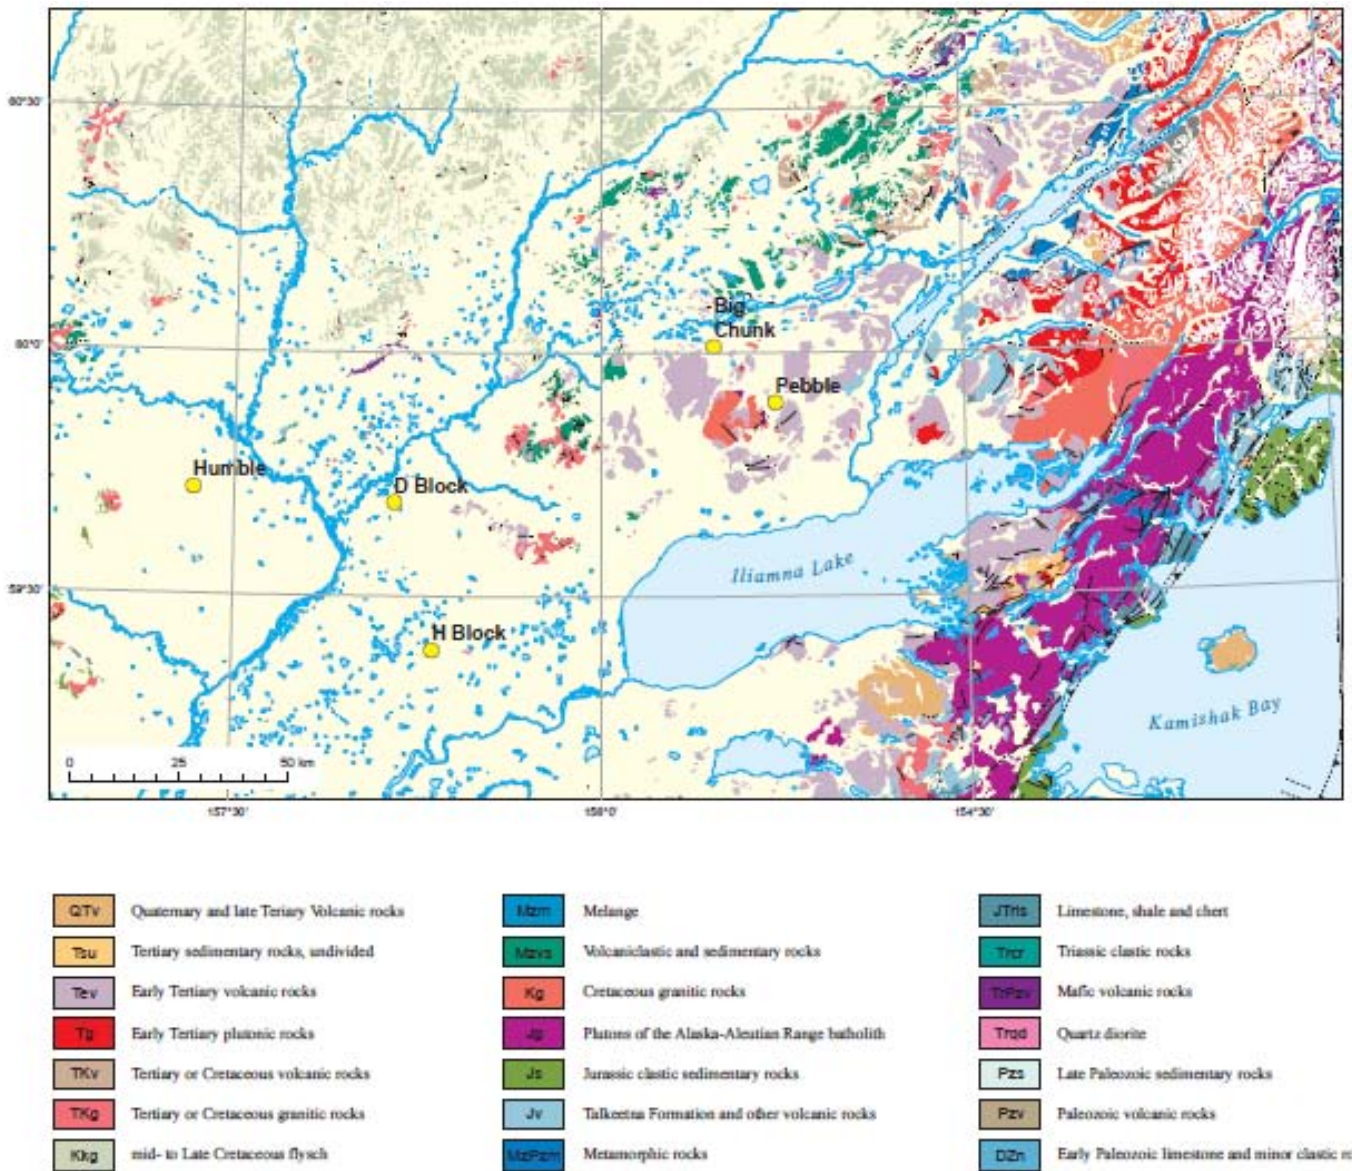 60°30'
Big
Chunk
60°0'
Pebble
Humble
D Block
Iliamna Lake
59°30'
H Block
Kamishak Bay
0 25 50 km
157°30' 156°0' 154°30'
QTv Quaternary and late Teriary Volcanic rocks
Tsu Tertiary sedimentary rocks, undivided
Tev Early Tertiary volcanic rocks
Tg Early Tertiary plutonic rocks
TKv Tertiary or Cretaceous volcanic rocks
TKg Tertiary or Cretaceous granitic rocks
Kkg mid- to Late Cretaceous flysch
Mzm Melange
Mzvs Volcaniclastic and sedimentary rocks
Kg Cretaceous granitic rocks
Jg Plutons of the Alaska-Aleutian Range batholith
Js Jurassic clastic sedimentary rocks
Jv Talkeetna Formation and other volcanic rocks
MzPzm Metamorphic rocks
JTrls Limestone, shale and chert
Trcr Triassic clastic rocks
TrPzv Mafic volcanic rocks
Trqd Quartz diorite
Pzs Late Paleozoic sedimentary rocks
Pzv Paleozoic volcanic rocks
DZn Early Paleozoic limestone and minor clastic r